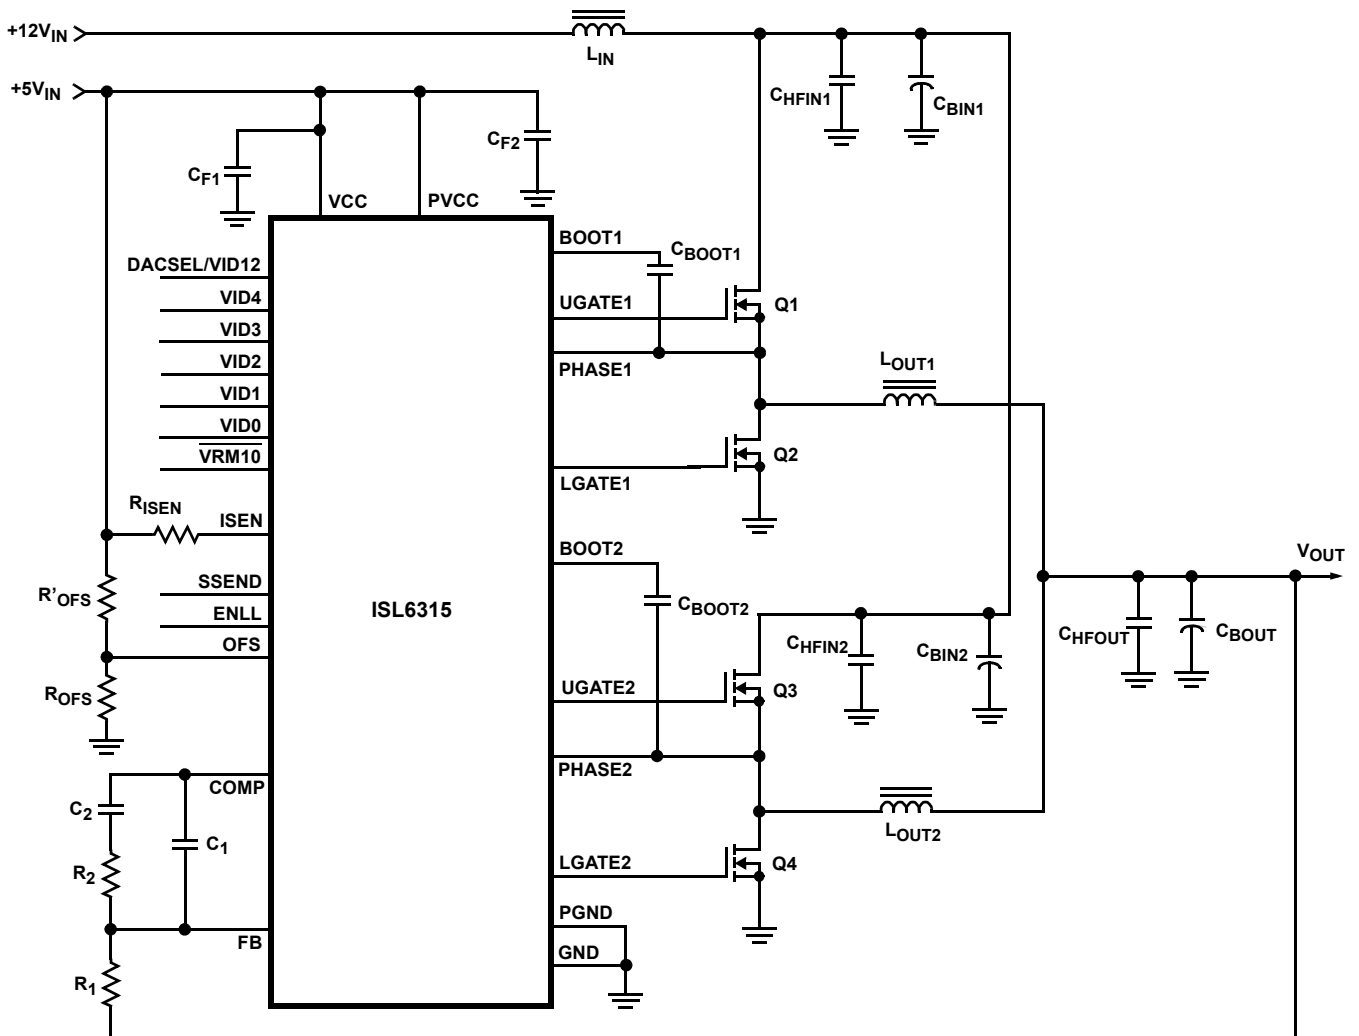 +12VIN
LIN
+5VIN
CHFIN1
CBIN1
CF2
CF1
VCC
PVCC
BOOT1
CBOOT1
DACSEL/VID12
VID4
UGATE1
Q1
VID3
VID2
PHASE1
LOUT1
VID1
VID0
VRM10
Q2
LGATE1
RISEN
ISEN
BOOT2
VOUT
SSEND
R'OFS
ISL6315
CBOOT2
ENLL
OFS
CHFIN2
CBIN2
CHFOUT
CBOUT
ROFS
UGATE2
Q3
PHASE2
COMP
C2
C1
LOUT2
R2
LGATE2
Q4
PGND
FB
GND
R1